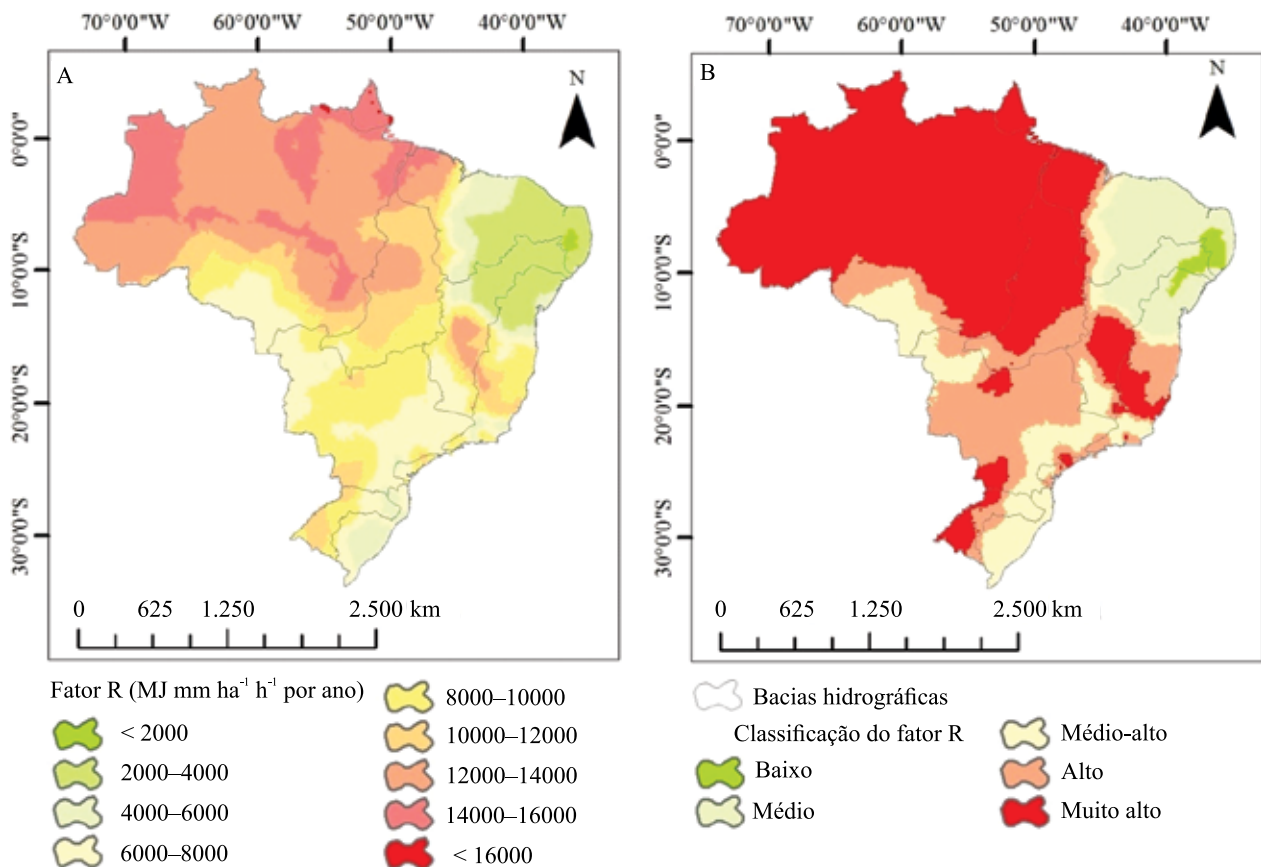 70°0'0"W 60°0'0"W 50°0'0"W 40°0'0"W
A
N
0°0'0"
10°0'0"S
20°0'0"S
30°0'0"S
0 625 1.250 2.500 km
Fator R (MJ mm ha-1 h-1 por ano)
< 2000
2000–4000
4000–6000
6000–8000
8000–10000
10000–12000
12000–14000
14000–16000
< 16000
70°0'0"W 60°0'0"W 50°0'0"W 40°0'0"W
B
N
0°0'0"
10°0'0"S
20°0'0"S
30°0'0"S
0 625 1.250 2.500 km
Bacias hidrográficas
Classificação do fator R
Baixo
Médio
Médio-alto
Alto
Muito alto